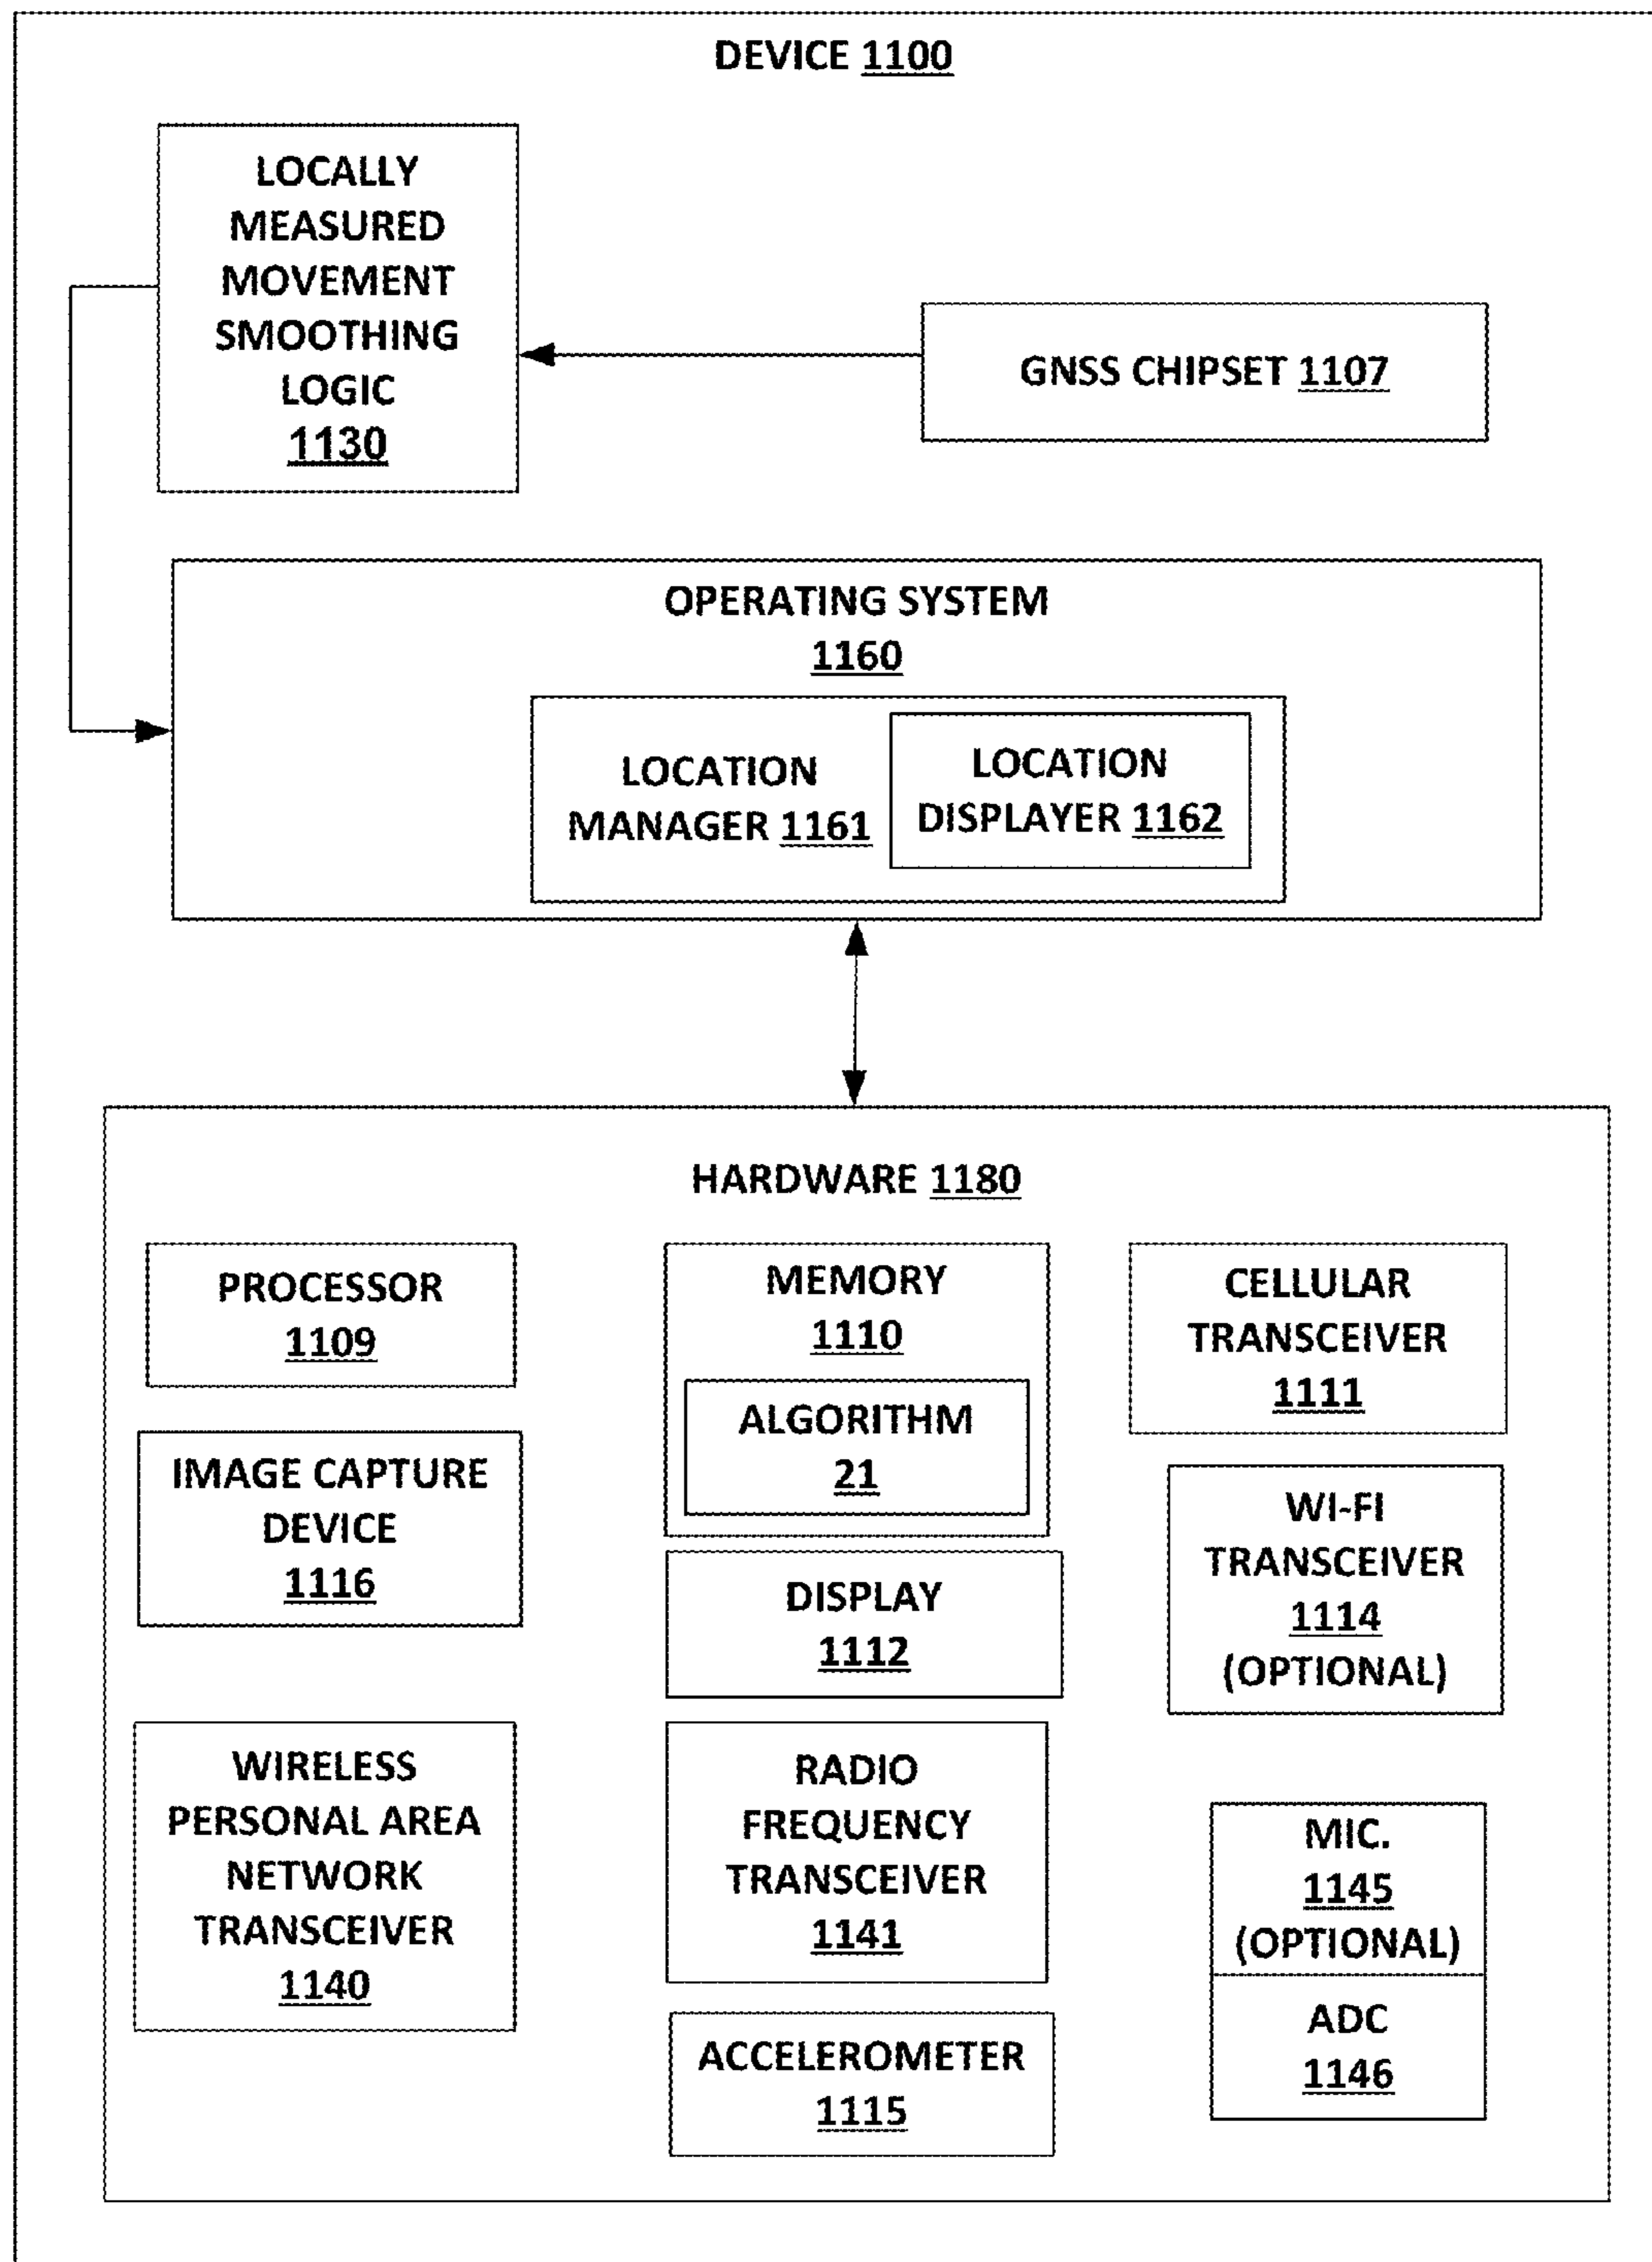 DEVICE 1100
LOCALLY
MEASURED
MOVEMENT
SMOOTHING
LOGIC
1130
GNSS CHIPSET 1107
OPERATING SYSTEM
1160
LOCATION
MANAGER 1161
LOCATION
DISPLAYER 1162
HARDWARE 1180
PROCESSOR
1109
MEMORY
1110
ALGORITHM
21
CELLULAR
TRANSCEIVER
1111
IMAGE CAPTURE
DEVICE
1116
DISPLAY
1112
WI-FI
TRANSCEIVER
1114
(OPTIONAL)
WIRELESS
PERSONAL AREA
NETWORK
TRANSCEIVER
1140
RADIO
FREQUENCY
TRANSCEIVER
1141
MIC.
1145
(OPTIONAL)
ADC
1146
ACCELEROMETER
1115